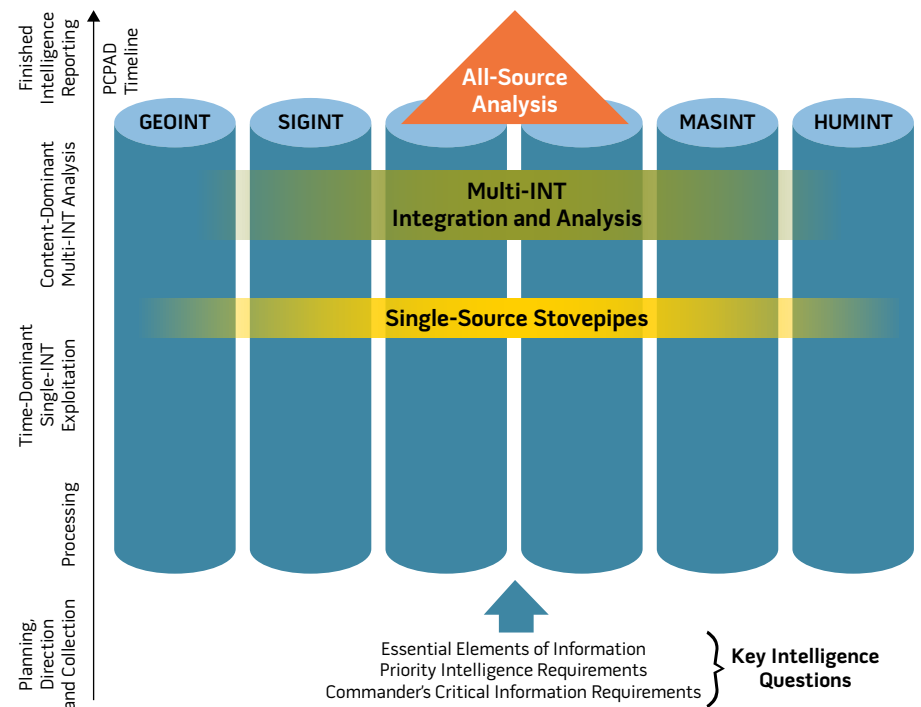 Finished
Intelligence
Reporting
PCPAD
Timeline
All-Source
Analysis
GEOINT
SIGINT
MASINT
HUMINT
Content-Dominant
Multi-INT Analysis
Multi-INT
Integration and Analysis
Single-Source Stovepipes
Time-Dominant
Single-INT
Exploitation
Processing
Planning,
Direction
and Collection
Essential Elements of Information
Priority Intelligence Requirements
Commander's Critical Information Requirements
Key Intelligence
Questions